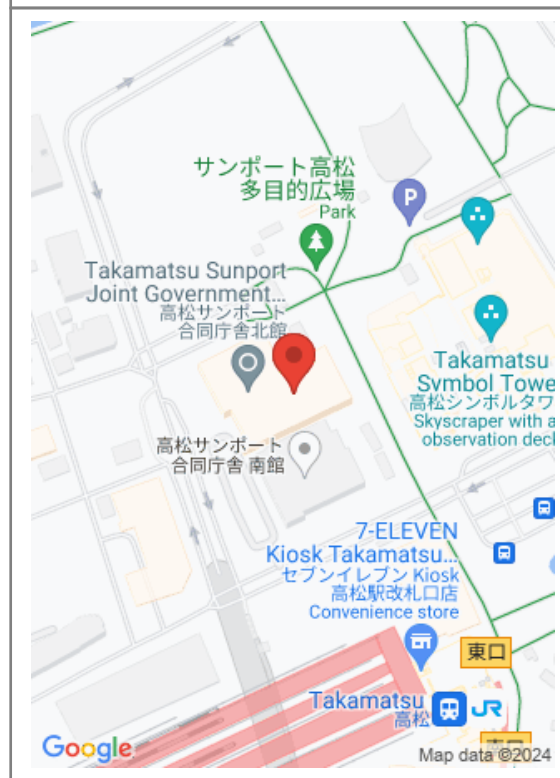 サンポート高松
多目的広場
Park
P
Takamatsu Sunport
Joint Government...
高松サンポート
合同庁舎北館
Takamatsu
Symbol Towe
高松シンボルタワ
Skyscraper with a
observation deck
高松サンポート
合同庁舎 南館
7-ELEVEN
Kiosk Takamatsu...
セブンイレブン Kiosk
高松駅改札口店
Convenience store
東口
Takamatsu
高松
JR
Google
Map data ©2024